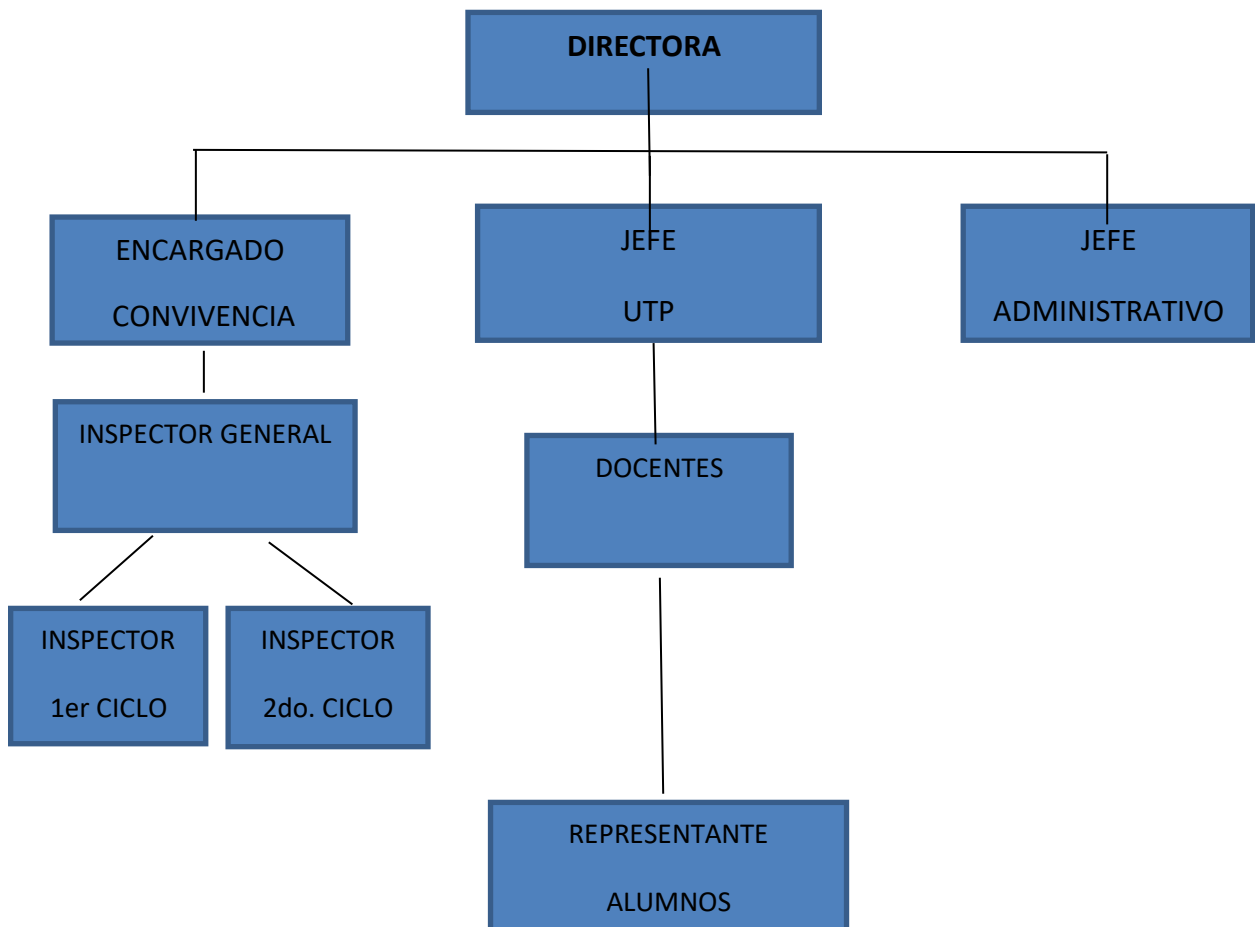 DIRECTORA
ENCARGADO
CONVIVENCIA
JEFE
UTP
JEFE
ADMINISTRATIVO
INSPECTOR GENERAL
DOCENTES
INSPECTOR
1er CICLO
INSPECTOR
2do. CICLO
REPRESENTANTE
ALUMNOS